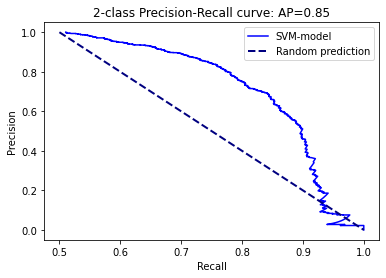 2-class Precision-Recall curve: AP=0.85
SVM-model
Random prediction
Precision
1.0
0.8
0.6
0.4
0.2
0.0
0.5 0.6 0.7 0.8 0.9 1.0
Recall